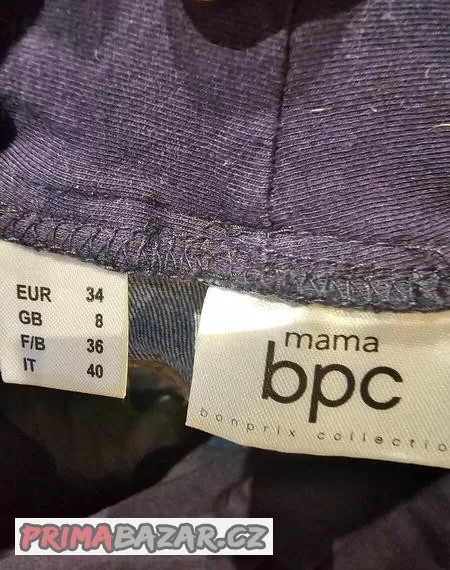 EUR 34
GB 8
F/B 36
IT 40
mama
bpc
bonprix collectio
PRIMABAZAR.CZ